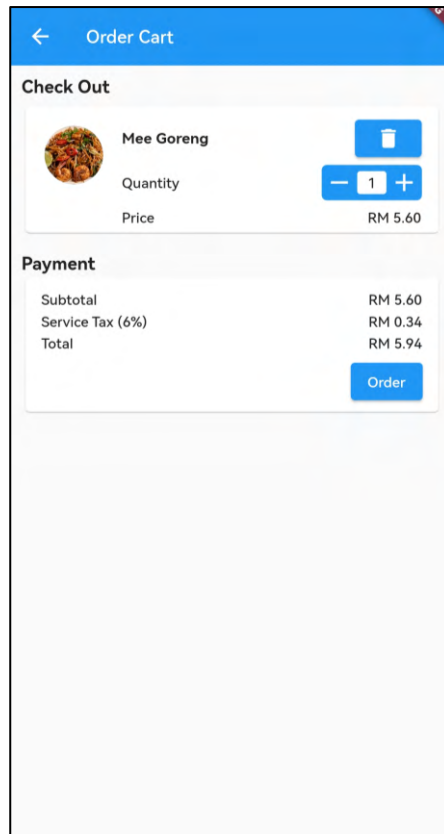 Order Cart
Check Out
Mee Goreng
Quantity 1
Price RM 5.60
Payment
Subtotal RM 5.60
Service Tax (6%) RM 0.34
Total RM 5.94
Order